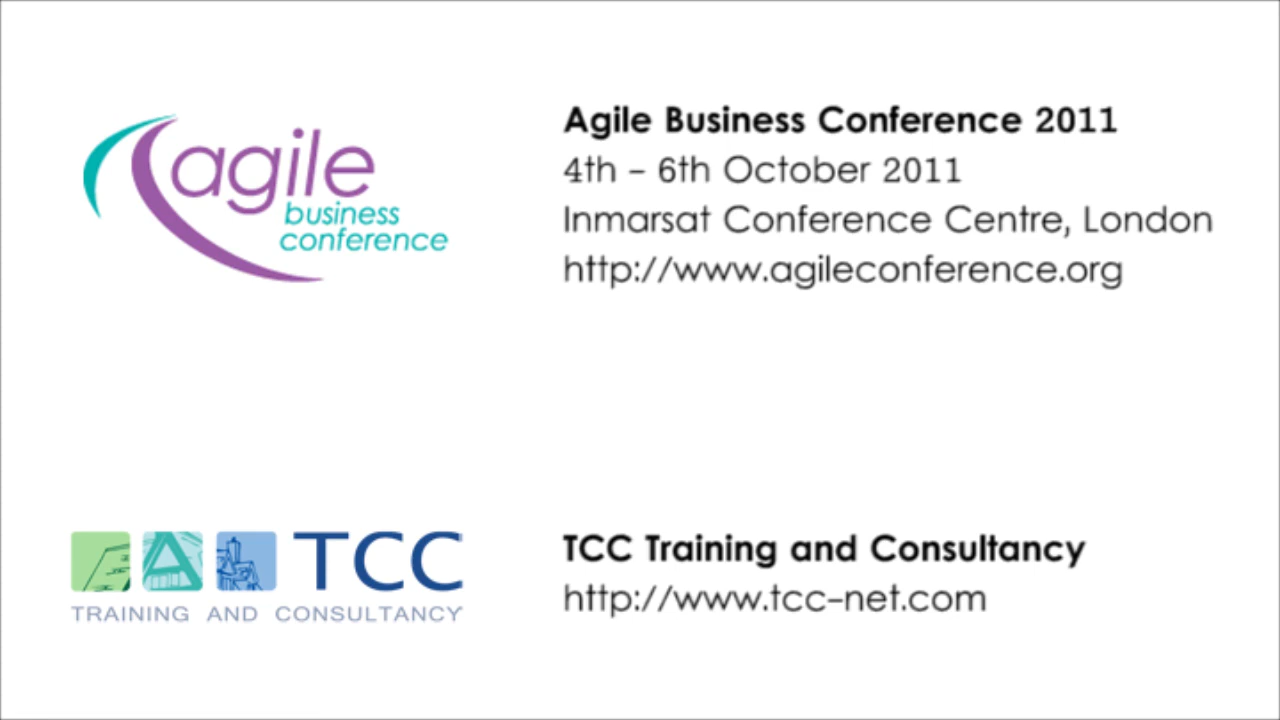 agile
business
conference
Agile Business Conference 2011
4th – 6th October 2011
Inmarsat Conference Centre, London
http://www.agileconference.org
TCC
TRAINING AND CONSULTANCY
TCC Training and Consultancy
http://www.tcc-net.com